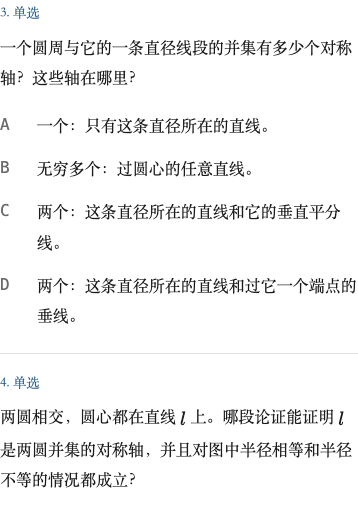 3. 单选
一个圆周与它的一条直径线段的并集有多少个对称
轴？这些轴在哪里？
A 一个：只有这条直径所在的直线。
B 无穷多个：过圆心的任意直线。
C 两个：这条直径所在的直线和它的垂直平分
线。
D 两个：这条直径所在的直线和过它一个端点的
垂线。
4. 单选
两圆相交，圆心都在直线 l 上。哪段论证能证明 l
是两圆并集的对称轴，并且对图中半径相等和半径
不等的情况都成立？